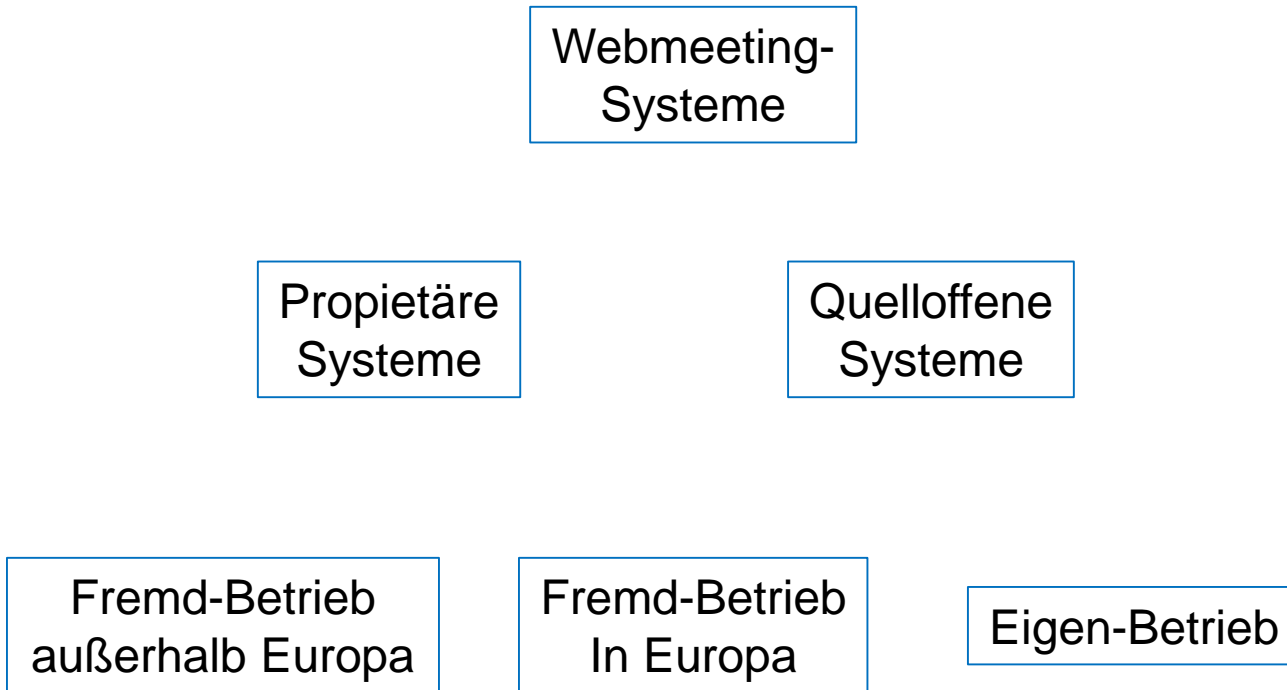 Webmeeting-
Systeme
Propietäre
Systeme
Quelloffene
Systeme
Fremd-Betrieb
außerhalb Europa
Fremd-Betrieb
In Europa
Eigen-Betrieb